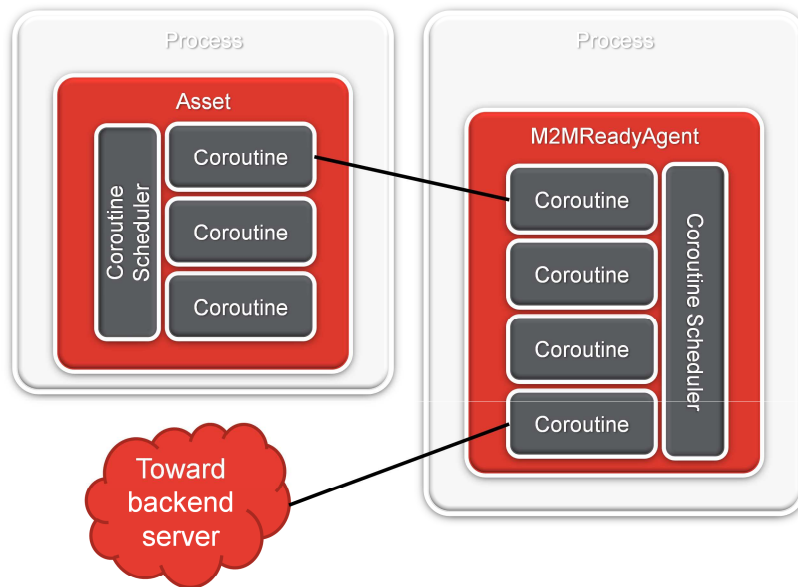 Process
Asset
Coroutine
Scheduler
Coroutine
Coroutine
Coroutine
Process
M2MReadyAgent
Coroutine
Coroutine
Coroutine
Coroutine
Coroutine Scheduler
Toward
backend
server